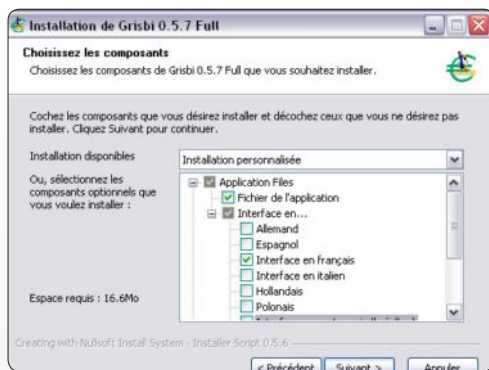 Installation de Grisbi 0.5.7 Full
Choisissez les composants
Choisissez les composants de Grisbi 0.5.7 Full que vous souhaitez installer.
Cochez les composants que vous désirez installer et décochez ceux que vous ne désirez pas
installer. Cliquez Suivant pour continuer.
Installation disponibles
Installation personnalisée
Ou, sélectionnez les
composants optionnels que
vous voulez installer :
Application Files
Fichier de l'application
Interface en...
Allemand
Espagnol
Interface en français
Interface en italien
Hollandais
Polonais
Espace requis : 16.6Mo
Creating with Nullsoft Install System - Installer Script 0.5.6
< Précédent
Suivant >
Annuler